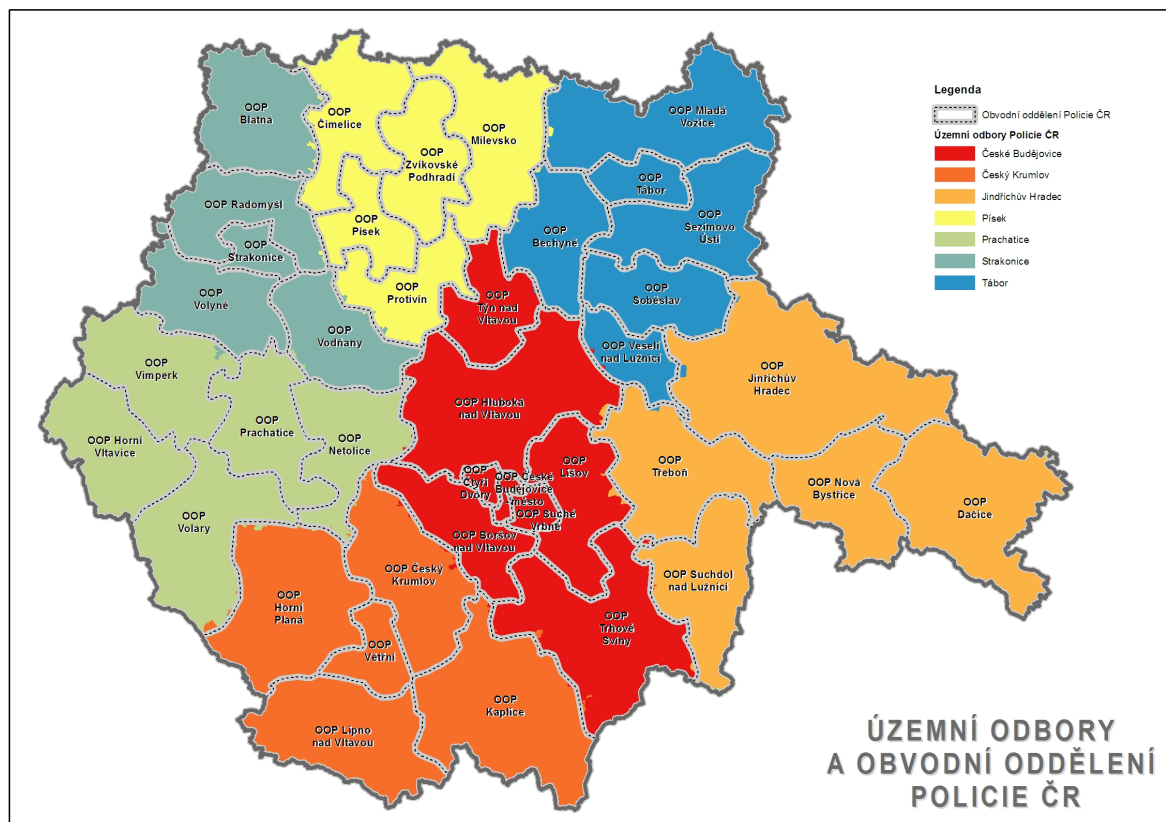 OOP
Blatná
OOP
Čimelice
OOP
Zvíkovské
Podhradí
OOP
Milevsko
OOP Mladá
Vožice
OOP
Tábor
OOP
Sezimovo
Ústí
OOP
Bechyně
OOP
Soběslav
OOP Veselí
nad Lužnicí
OOP Radomyšl
OOP
Strakonice
OOP
Písek
OOP
Protivín
OOP
Volyně
OOP
Vodňany
OOP
Týn nad
Vltavou
OOP
Vimperk
OOP
Prachatice
OOP
Netolice
OOP Horní
Vltavice
OOP
Volary
OOP Hluboká
nad Vltavou
OOP
Lišov
OOP
Čtyři
Dvory
OOP České
Budějovice
-město
OOP Suché
Vrbné
OOP Boršov
nad Vltavou
OOP
Trhové
Sviny
OOP
Jinřichův
Hradec
OOP
Třeboň
OOP Nová
Bystřice
OOP
Dačice
OOP Suchdol
nad Lužnicí
OOP Český
Krumlov
OOP
Horní
Planá
OOP
Větřní
OOP Lipno
nad Vltavou
OOP
Kaplice
Legenda
Obvodní oddělení Policie ČR
Územní odbory Policie ČR
České Budějovice
Český Krumlov
Jindřichův Hradec
Písek
Prachatice
Strakonice
Tábor
ÚZEMNÍ ODBORY
A OBVODNÍ ODDĚLENÍ
POLICIE ČR